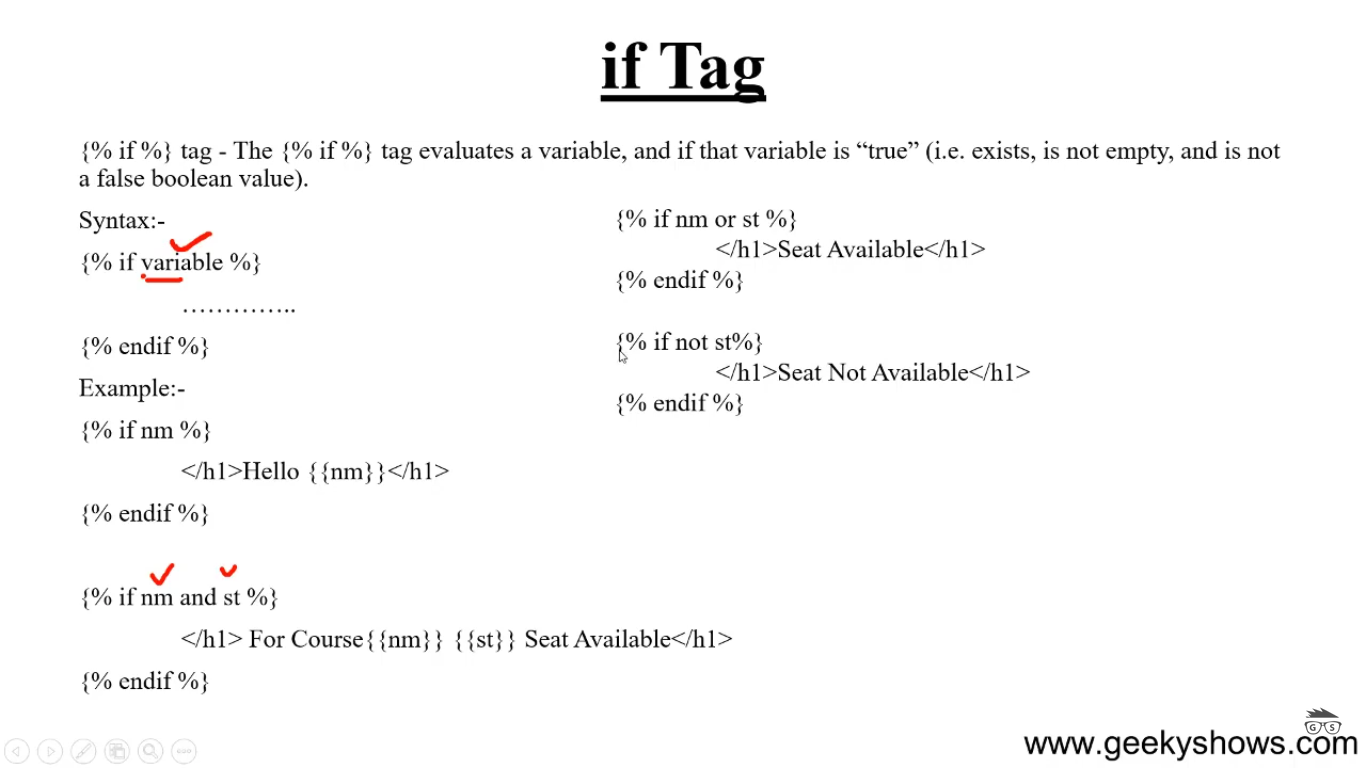 if Tag
{% if %} tag - The {% if %} tag evaluates a variable, and if that variable is “true” (i.e. exists, is not empty, and is not
a false boolean value).
Syntax:-
{% if variable %}
…………..
{% endif %}
Example:-
{% if nm %}
</h1>Hello {{nm}}</h1>
{% endif %}
{% if nm and st %}
</h1> For Course{{nm}} {{st}} Seat Available</h1>
{% endif %}
{% if nm or st %}
</h1>Seat Available</h1>
{% endif %}
{% if not st%}
</h1>Seat Not Available</h1>
{% endif %}
G S
www.geekyshows.com